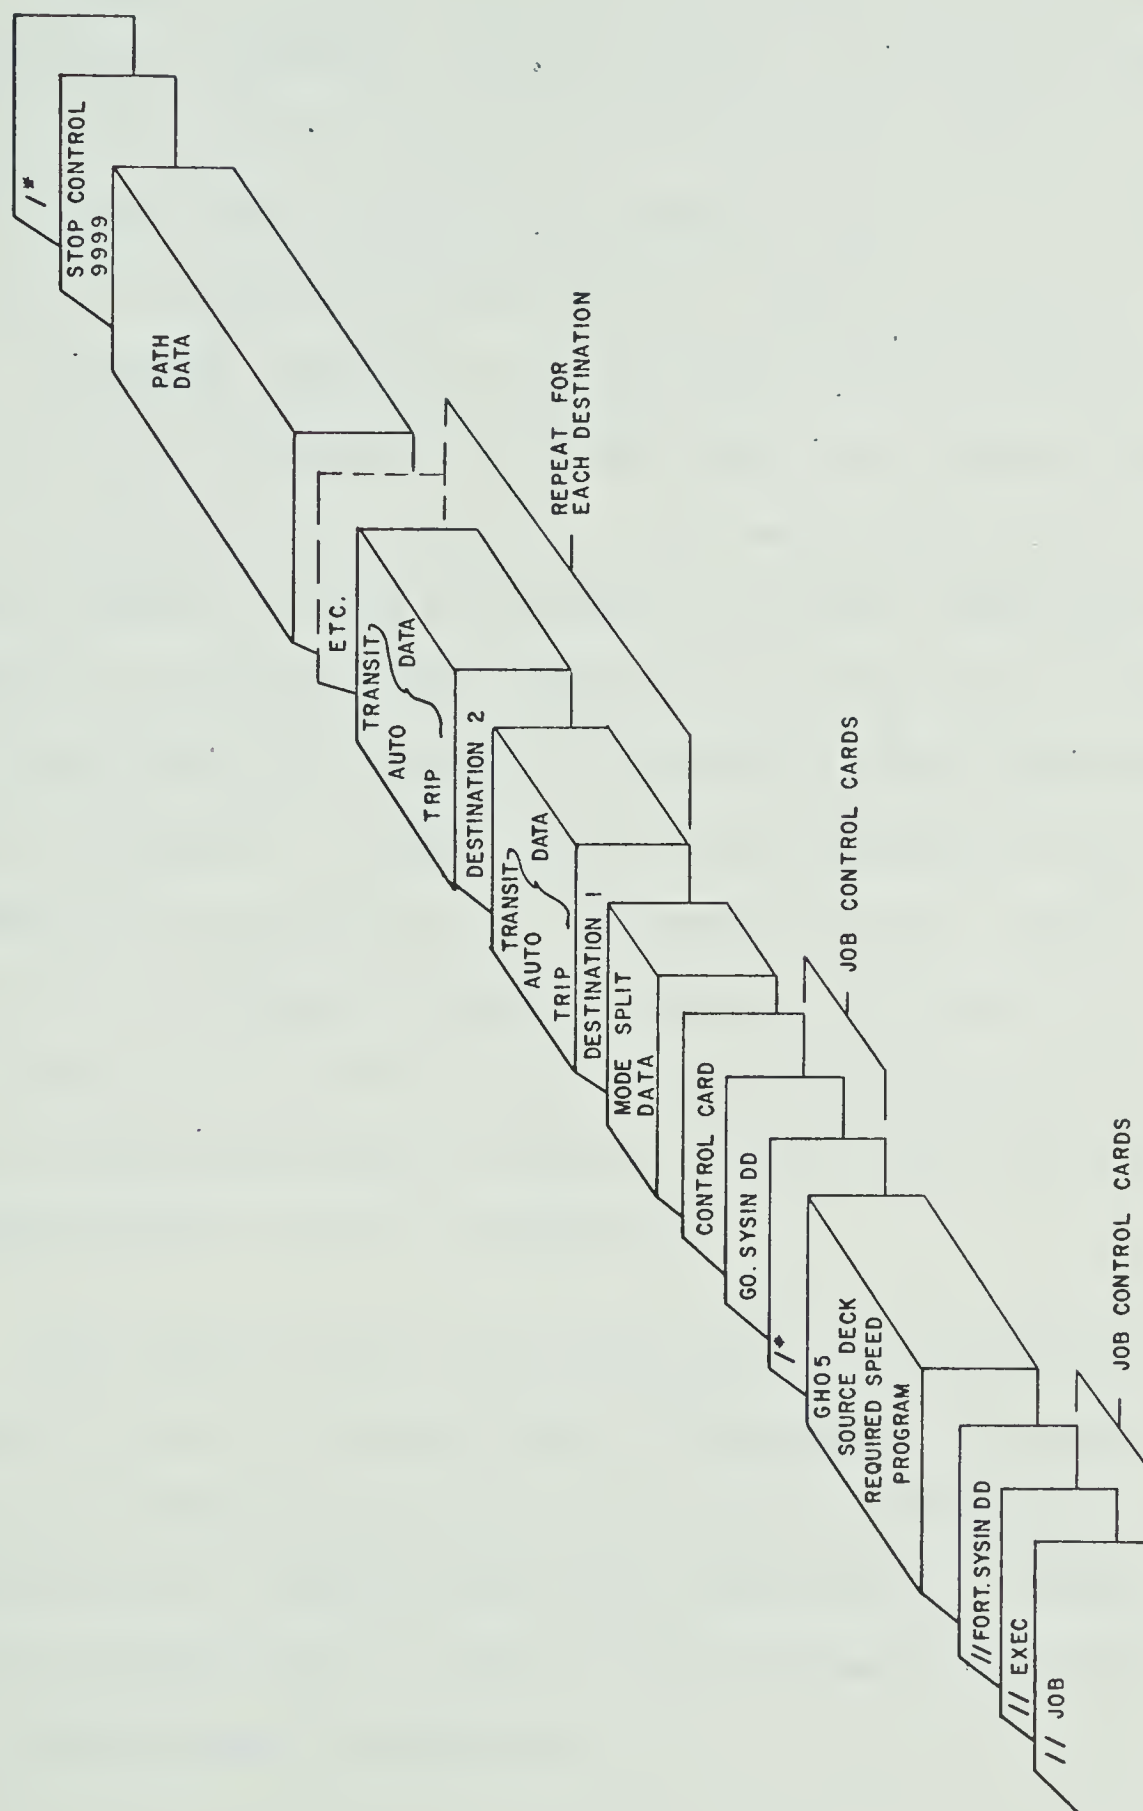 /*
STOP CONTROL
9999
PATH
DATA
ETC.
TRANSIT
AUTO
TRIP DATA
DESTINATION 2
TRANSIT
AUTO
TRIP DATA
DESTINATION 1
REPEAT FOR
EACH DESTINATION
MODE SPLIT
DATA
CONTROL CARD
GO. SYSIN DD
/*
JOB CONTROL CARDS
GH05
SOURCE DECK
REQUIRED SPEED
PROGRAM
//FORT. SYSIN DD
// EXEC
// JOB
JOB CONTROL CARDS